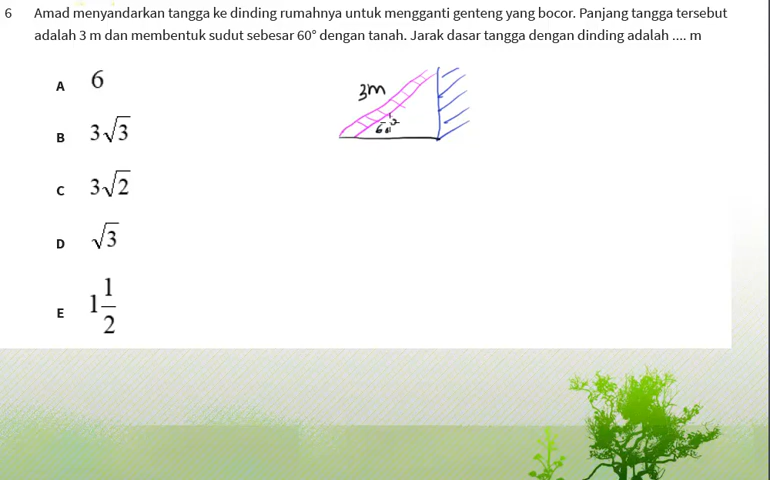 6 Amad menyandarkan tangga ke dinding rumahnya untuk mengganti genteng yang bocor. Panjang tangga tersebut
adalah 3 m dan membentuk sudut sebesar 60° dengan tanah. Jarak dasar tangga dengan dinding adalah .... m
A 6
3m
60°
B 3√3
C 3√2
D √3
E 1 1/2